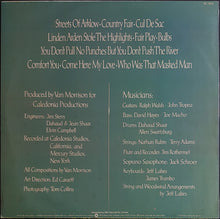 Streets Of Arklow · Country Fair · Cul De Sac
Linden Arden Stole The Highlights · Fair Play · Bulbs
You Don't Pull No Punches But You Don't Push The River
Comfort You · Come Here My Love · Who Was That Masked Man
Produced by Van Morrison for
Caledonia Productions
Engineers: Jim Stern
Dahaud & Jean Shaar
Elvin Campbell
Recorded at Caledonia Studios,
California, and
Mercury Studios
New York
All Compositions by Van Morrison
Art Direction: Ed Caraeff
Photography: Tom Collins
Musicians:
Guitar: Ralph Walsh / John Tropea
Bass: David Hayes / Joe Macho
Drums: Dahaud Shaar
Allen Swartzburg
Strings: Nathan Rubin / Terry Adams
Flute and Recorder: Jim Rothermel
Soprano Saxophone: Jack Schroer
Keyboards: Jeff Labes
James Trumbo
String and Woodwind Arrangements
by Jeff Labes